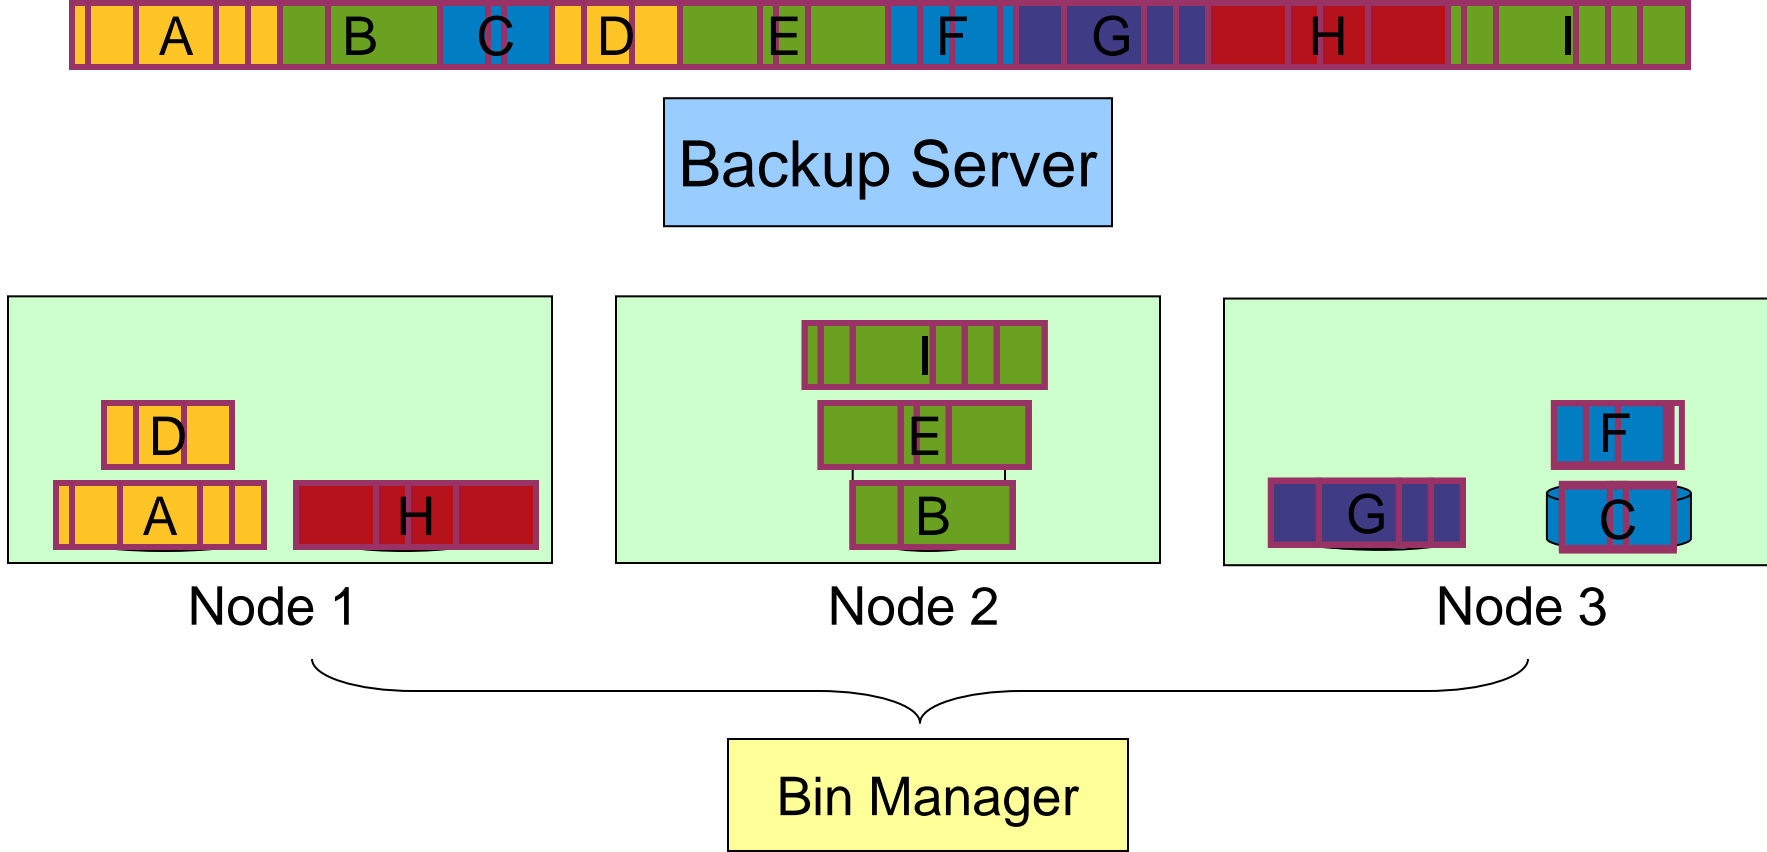 A B C D E F G H I
Backup Server
I
D E F
A H B G C
Node 1 Node 2 Node 3
Bin Manager